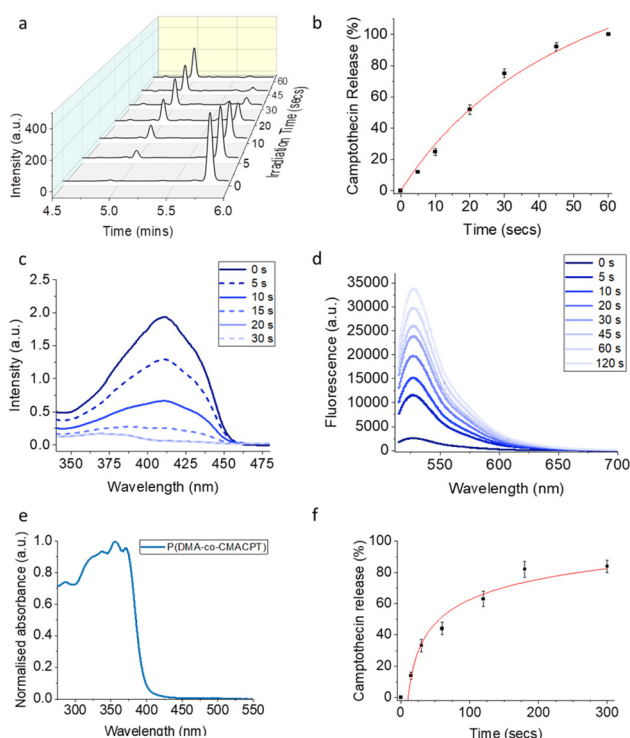 a
Intensity (a.u.)
400
200
0
4.5
5.0
5.5
6.0
Time (mins)
0
5
10
20
30
45
60
Irradiation Time (secs)
b
Camptothecin Release (%)
100
80
60
40
20
0
0 10 20 30 40 50 60
Time (secs)
c
Intensity (a.u.)
2.5
2.0
1.5
1.0
0.5
0.0
350 375 400 425 450 475
Wavelength (nm)
0 s
5 s
10 s
15 s
20 s
30 s
d
Fluorescence (a.u.)
35000
30000
25000
20000
15000
10000
5000
0
550 600 650 700
Wavelength (nm)
0 s
5 s
10 s
20 s
30 s
45 s
60 s
120 s
e
Normalised absorbance (a.u.)
1.0
0.8
0.6
0.4
0.2
0.0
300 350 400 450 500 550
Wavelength (nm)
P(DMA-co-CMACPT)
f
Camptothecin release (%)
100
80
60
40
20
0
0 100 200 300
Time (secs)